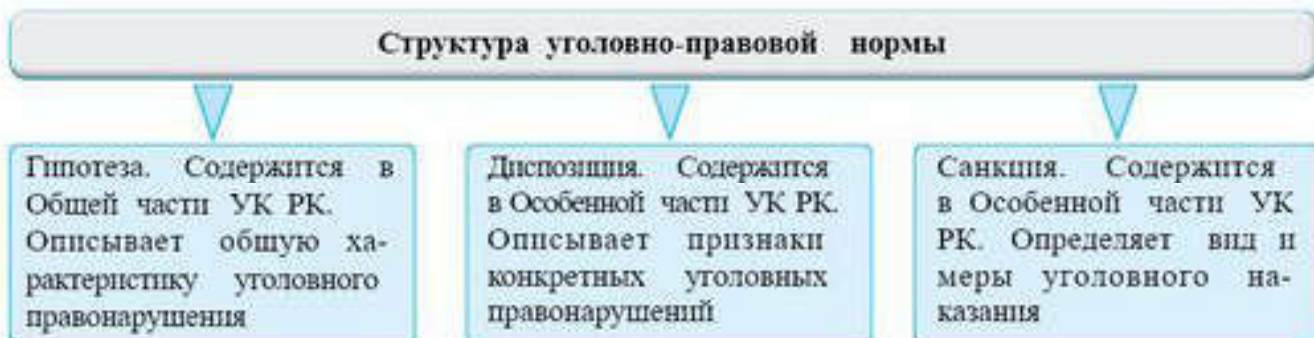 Структура уголовно-правовой нормы
Гипотеза. Содержится в
Общей части УК РК.
Описывает общую ха-
рактеристику уголовного
правонарушения
Диспозиция. Содержится
в Особенной части УК РК.
Описывает признаки
конкретных уголовных
правонарушений
Санкция. Содержится
в Особенной части УК
РК. Определяет вид и
меры уголовного на-
казания